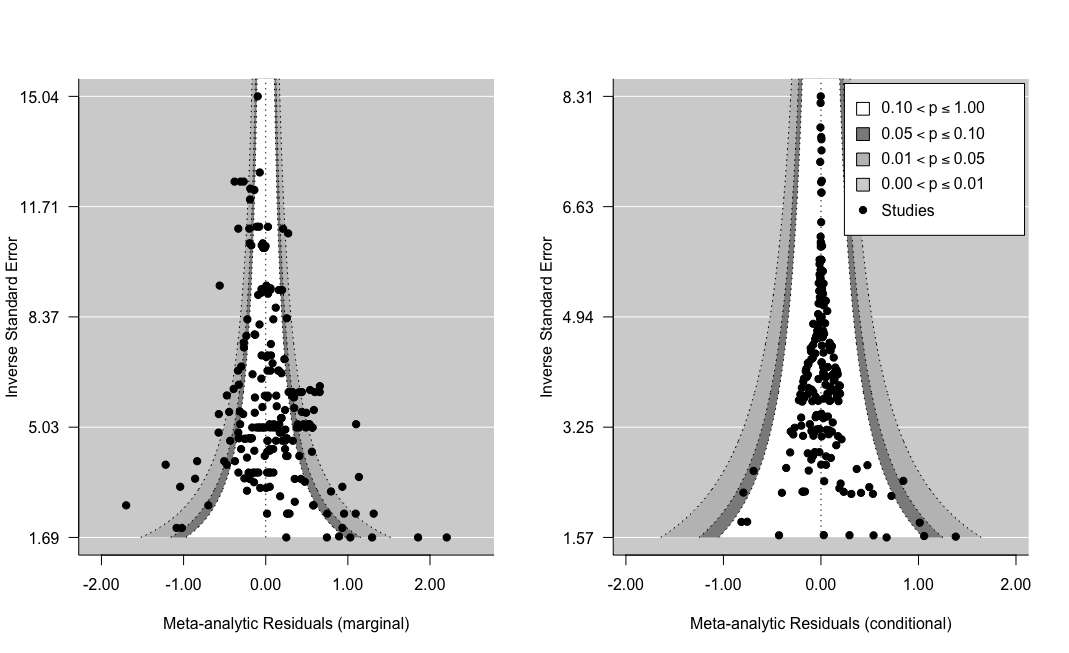 15.04
11.71
8.37
5.03
1.69
Inverse Standard Error
-2.00 -1.00 0.00 1.00 2.00
Meta-analytic Residuals (marginal)
8.31
6.63
4.94
3.25
1.57
Inverse Standard Error
0.10 < p ≤ 1.00
0.05 < p ≤ 0.10
0.01 < p ≤ 0.05
0.00 < p ≤ 0.01
Studies
-2.00 -1.00 0.00 1.00 2.00
Meta-analytic Residuals (conditional)